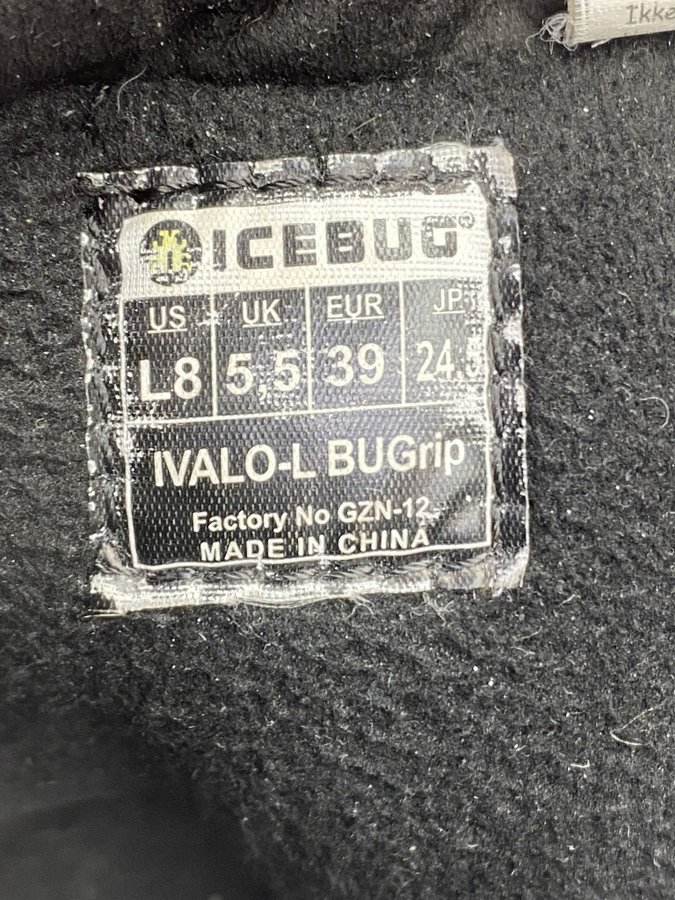 Ikke
ICEBUG®
US UK EUR JP
L8 5,5 39 24.5
IVALO-L BUGrip
Factory No GZN-12
MADE IN CHINA